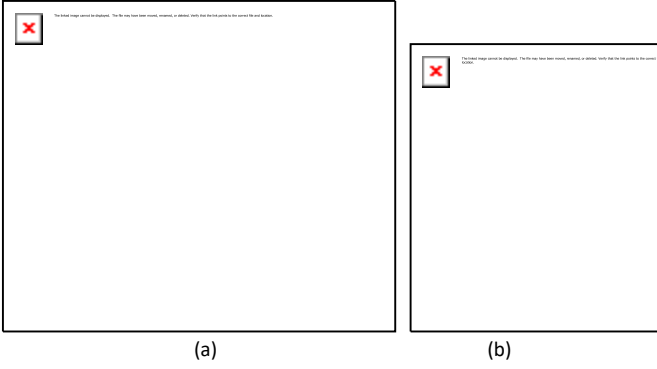 The linked image cannot be displayed. The file may have been moved, renamed, or deleted. Verify that the link points to the correct file and location.
The linked image cannot be displayed. The file may have been moved, renamed, or deleted. Verify that the link points to the correct
location.
(a)
(b)